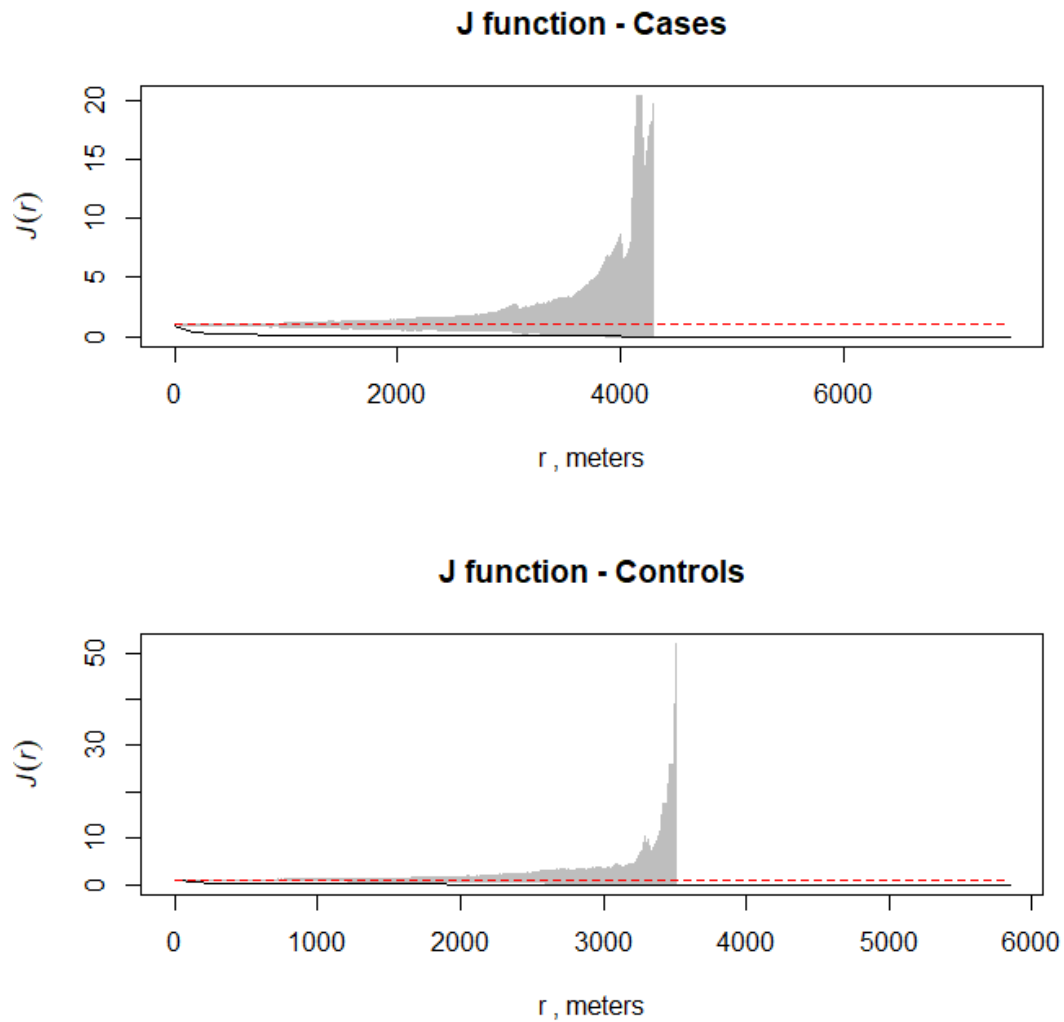 J function - Cases
20
15
10
5
0
J(r)
0 2000 4000 6000
r , meters
J function - Controls
50
30
10
0
J(r)
0 1000 2000 3000 4000 5000 6000
r , meters